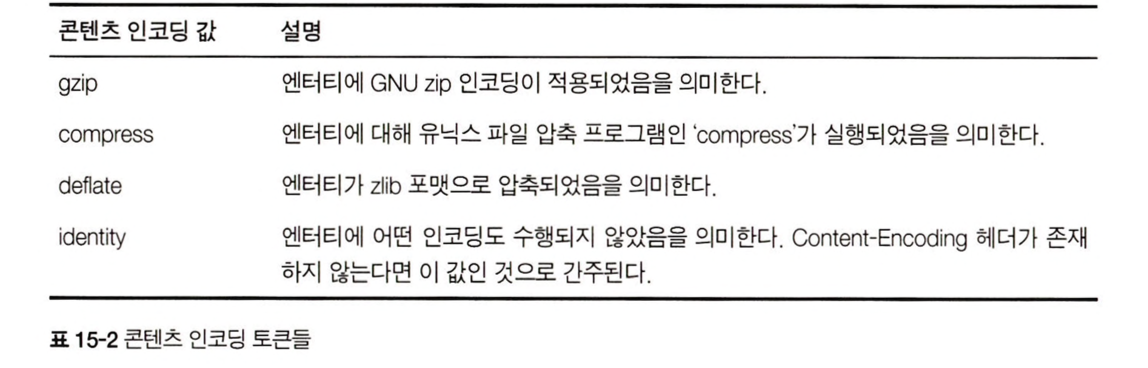 콘텐츠 인코딩 값 설명
gzip 엔터티에 GNU zip 인코딩이 적용되었음을 의미한다.
compress 엔터티에 대해 유닉스 파일 압축 프로그램인 ‘compress’가 실행되었음을 의미한다.
deflate 엔터티가 zlib 포맷으로 압축되었음을 의미한다.
identity 엔터티에 어떤 인코딩도 수행되지 않았음을 의미한다. Content-Encoding 헤더가 존재
하지 않는다면 이 값인 것으로 간주된다.
표 15-2 콘텐츠 인코딩 토큰들